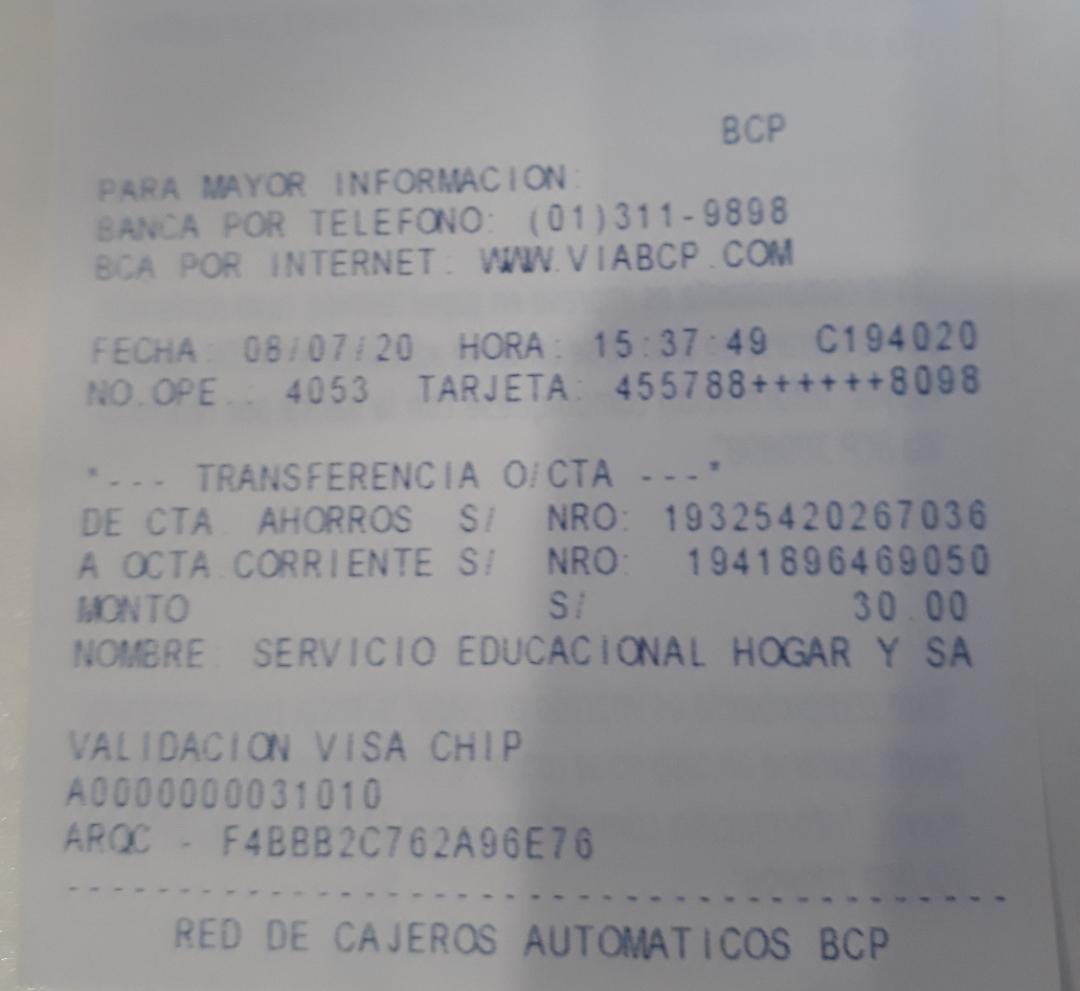 BCP
PARA MAYOR INFORMACION:
BANCA POR TELEFONO: (01)311-9898
BCA POR INTERNET: WWW.VIABCP.COM
FECHA: 08/07/20 HORA: 15:37:49 C194020
NO.OPE.: 4053 TARJETA: 455788++++++8098
*--- TRANSFERENCIA O/CTA ---*
DE CTA. AHORROS S/ NRO: 19325420267036
A OCTA.CORRIENTE S/ NRO: 1941896469050
MONTO S/ 30.00
NOMBRE: SERVICIO EDUCACIONAL HOGAR Y SA
VALIDACION VISA CHIP
A0000000031010
ARQC - F4BBB2C762A96E76
RED DE CAJEROS AUTOMATICOS BCP